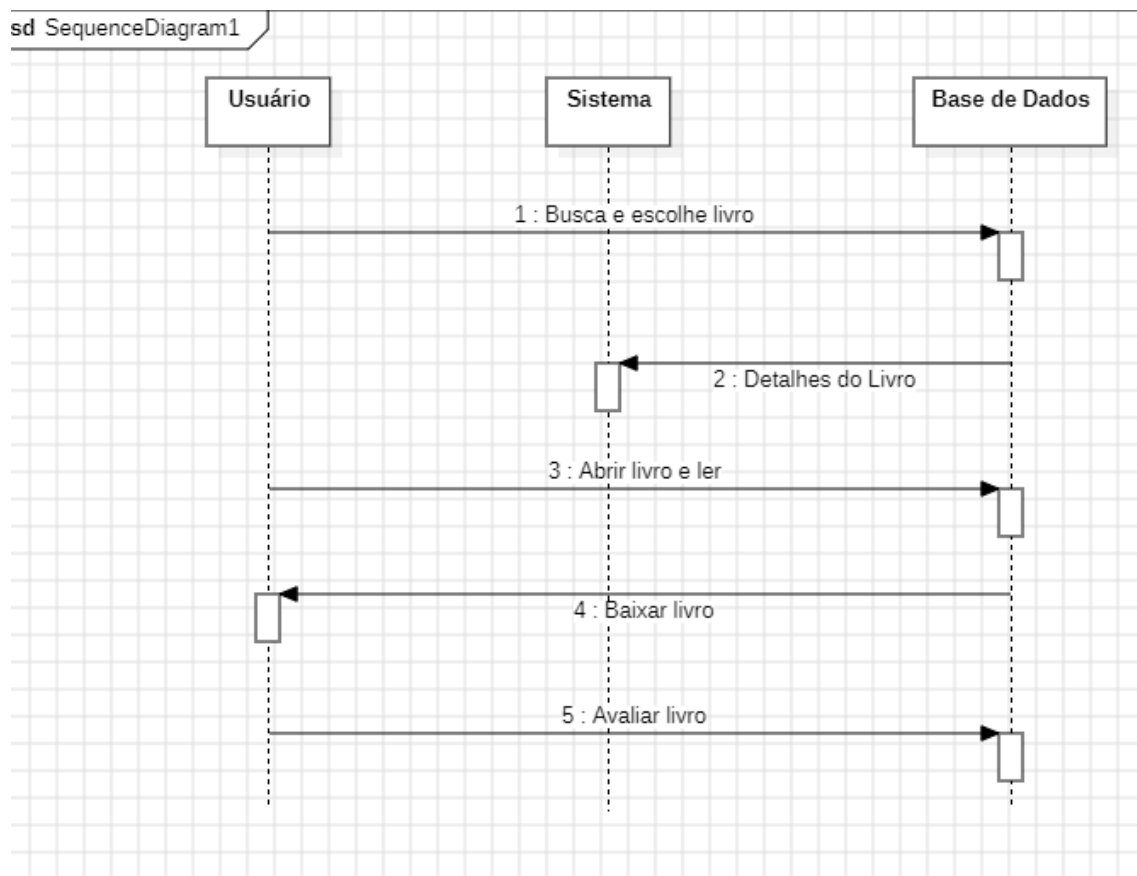 sd SequenceDiagram1
Usuário
Sistema
Base de Dados
1 : Busca e escolhe livro
2 : Detalhes do Livro
3 : Abrir livro e ler
4 : Baixar livro
5 : Avaliar livro